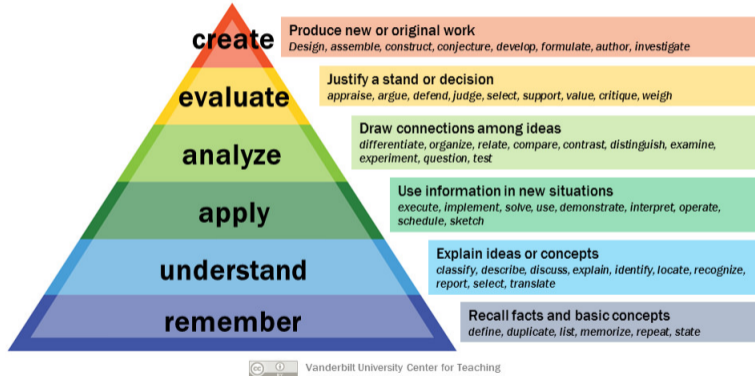 create
Produce new or original work
Design, assemble, construct, conjecture, develop, formulate, author, investigate
evaluate
Justify a stand or decision
appraise, argue, defend, judge, select, support, value, critique, weigh
analyze
Draw connections among ideas
differentiate, organize, relate, compare, contrast, distinguish, examine,
experiment, question, test
apply
Use information in new situations
execute, implement, solve, use, demonstrate, interpret, operate,
schedule, sketch
understand
Explain ideas or concepts
classify, describe, discuss, explain, identify, locate, recognize,
report, select, translate
remember
Recall facts and basic concepts
define, duplicate, list, memorize, repeat, state
cc
Vanderbilt University Center for Teaching